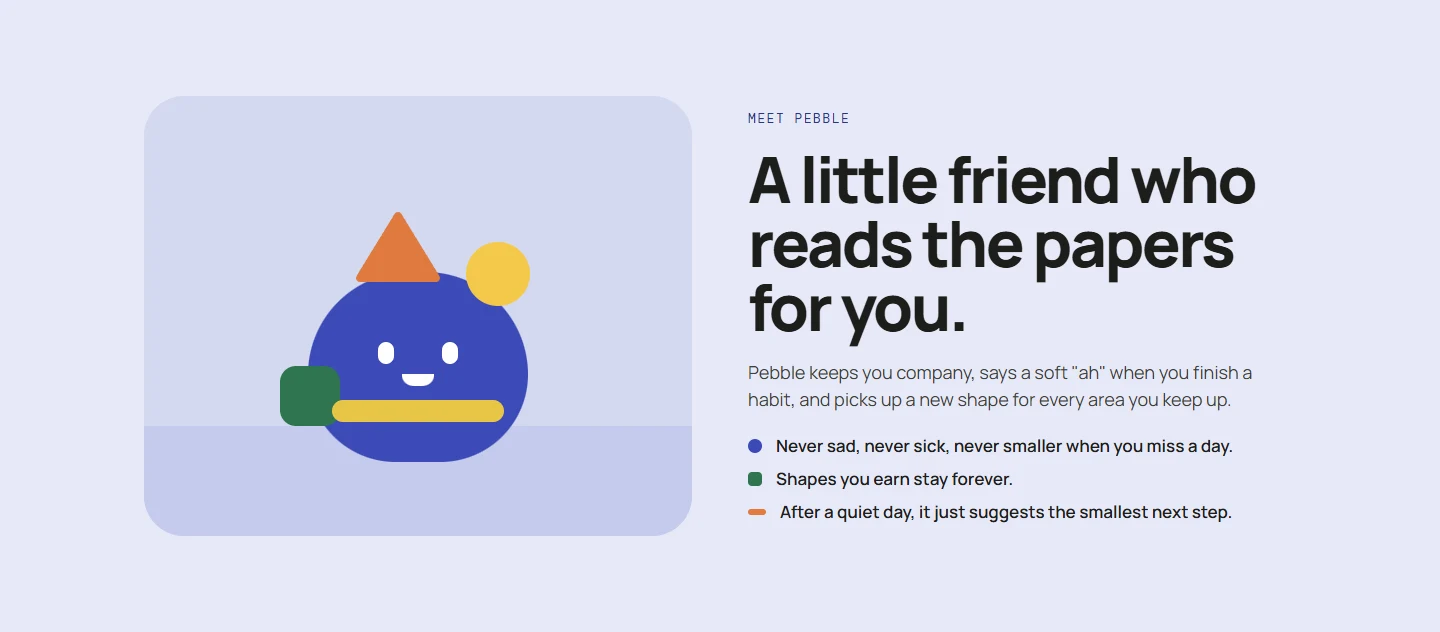 MEET PEBBLE
A little friend who
reads the papers
for you.
Pebble keeps you company, says a soft "ah" when you finish a
habit, and picks up a new shape for every area you keep up.
Never sad, never sick, never smaller when you miss a day.
Shapes you earn stay forever.
After a quiet day, it just suggests the smallest next step.